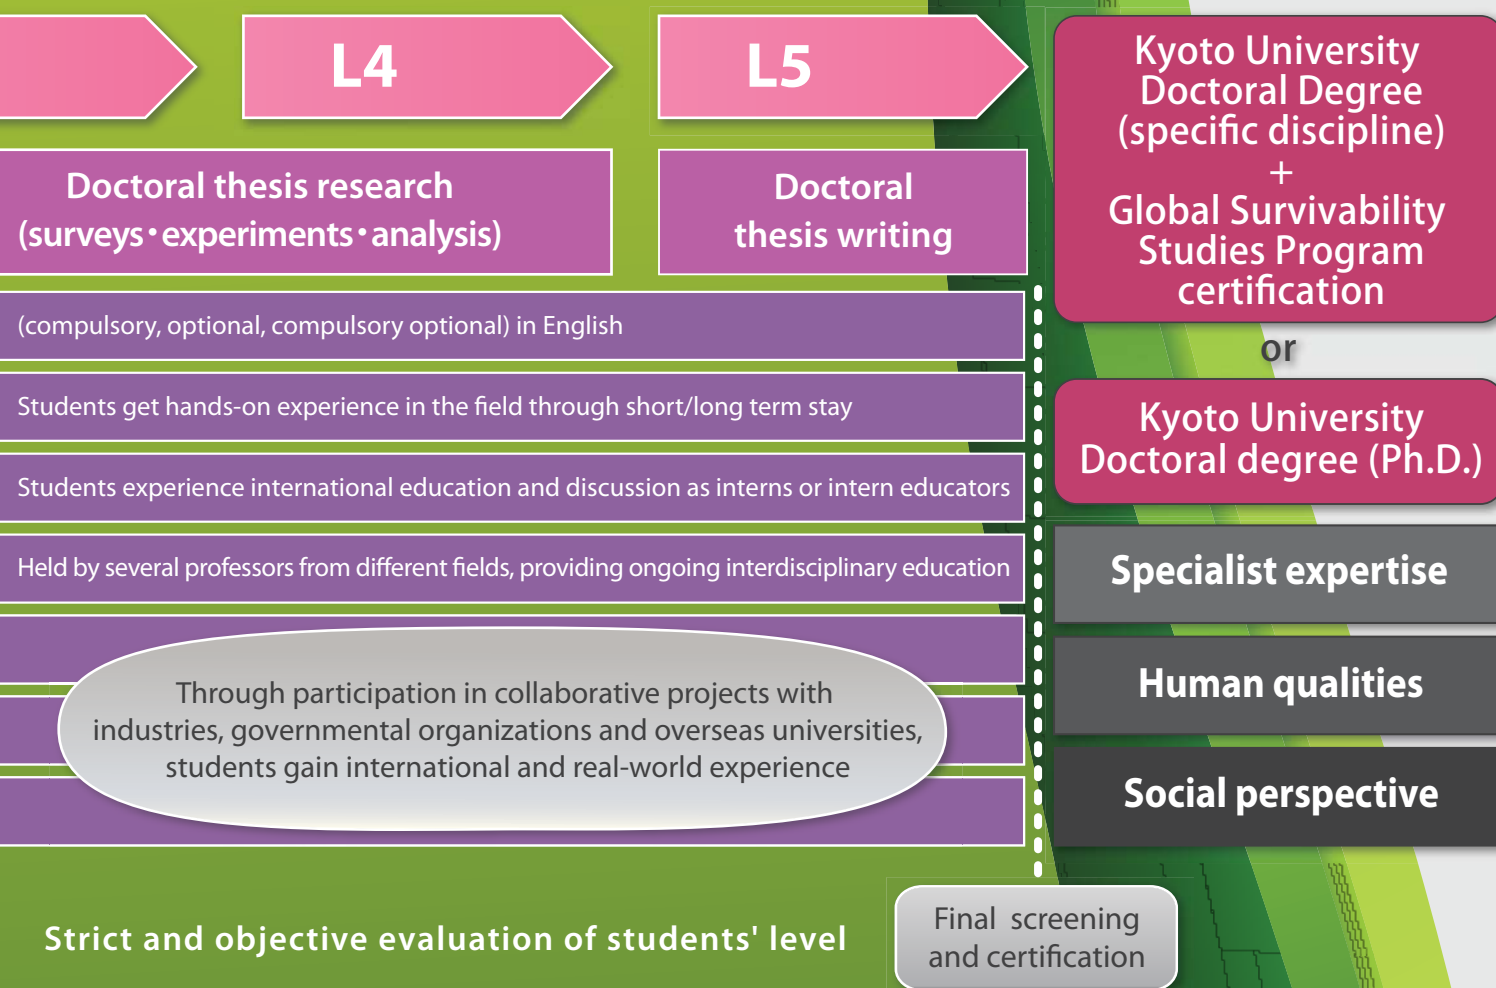 L4
L5
Doctoral thesis research
(surveys・experiments・analysis)
Doctoral
thesis writing
(compulsory, optional, compulsory optional) in English
Students get hands-on experience in the field through short/long term stay
Students experience international education and discussion as interns or intern educators
Held by several professors from different fields, providing ongoing interdisciplinary education
Through participation in collaborative projects with
industries, governmental organizations and overseas universities,
students gain international and real-world experience
Strict and objective evaluation of students' level
Final screening
and certification
Kyoto University
Doctoral Degree
(specific discipline)
+
Global Survivability
Studies Program
certification
or
Kyoto University
Doctoral degree (Ph.D.)
Specialist expertise
Human qualities
Social perspective